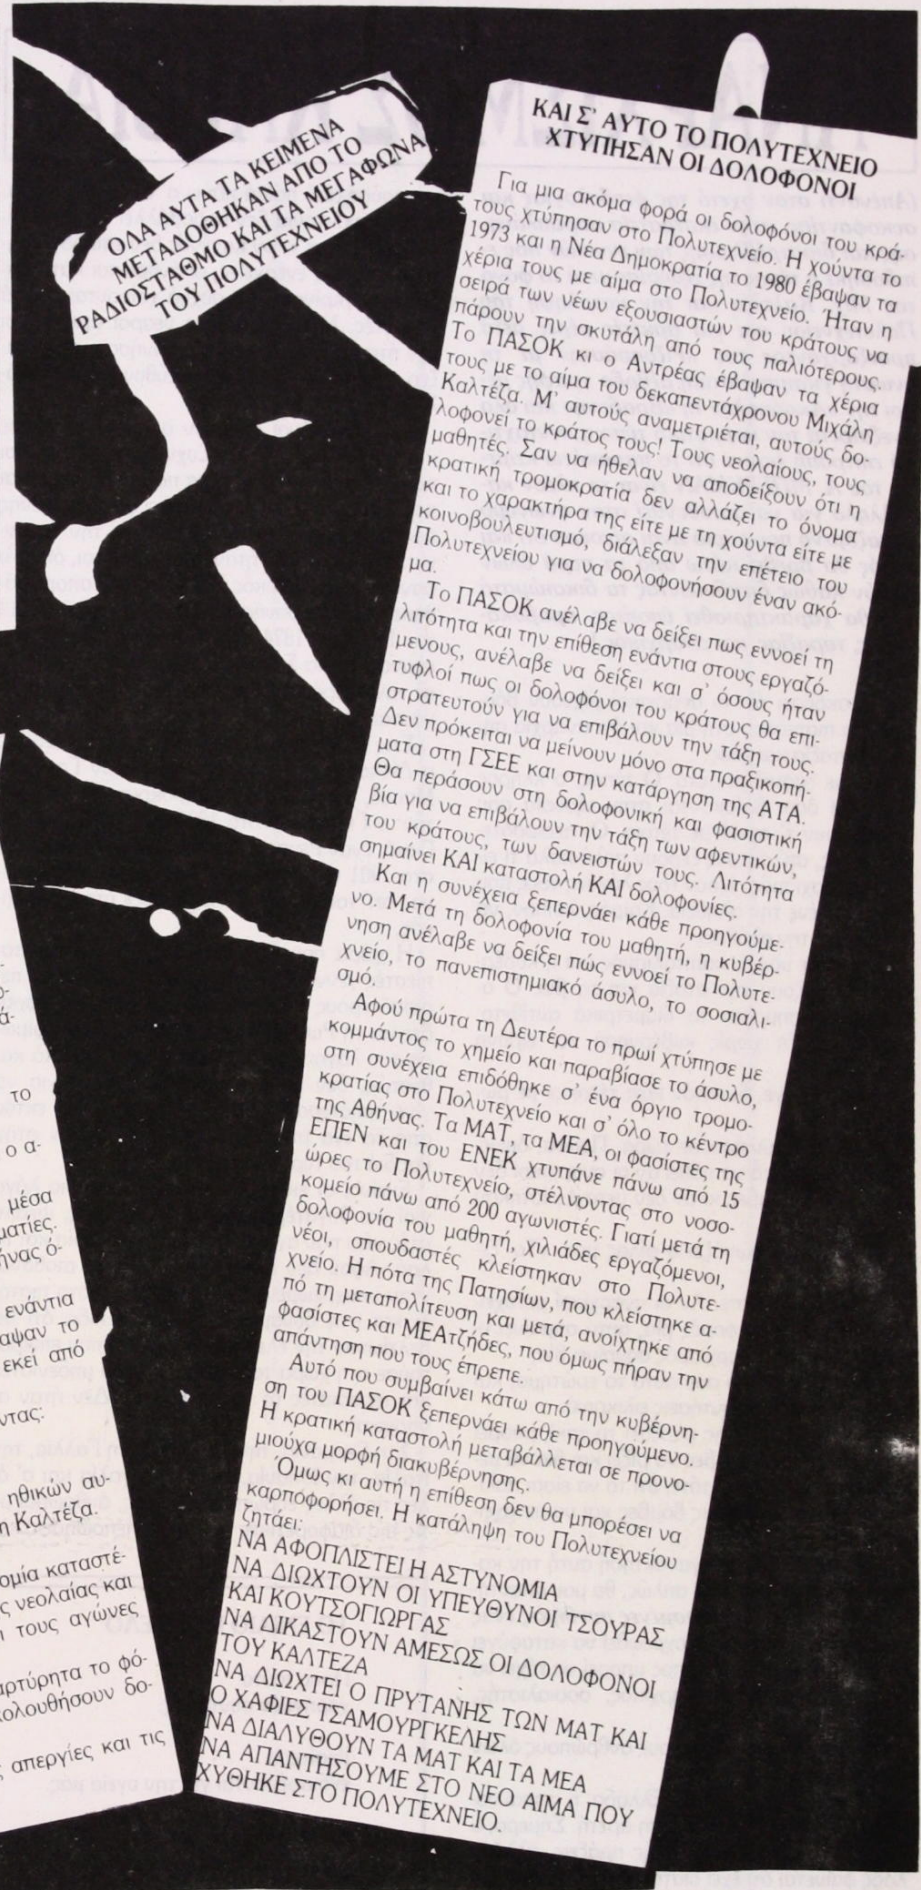 ΟΛΑ ΑΥΤΑ ΤΑ ΚΕΙΜΕΝΑ
ΜΕΤΑΔΟΘΗΚΑΝ ΑΠΟ ΤΟ
ΡΑΔΙΟΣΤΑΘΜΟ ΚΑΙ ΤΑ ΜΕΓΑΦΩΝΑ
ΤΟΥ ΠΟΛΥΤΕΧΝΕΙΟΥ
ΚΑΙ Σ' ΑΥΤΟ ΤΟ ΠΟΛΥΤΕΧΝΕΙΟ
ΧΤΥΠΗΣΑΝ ΟΙ ΔΟΛΟΦΟΝΟΙ
Για μια ακόμα φορά οι δολοφόνοι του κρά-
τους χτύπησαν στο Πολυτεχνείο. Η χούντα το
1973 και η Νέα Δημοκρατία το 1980 έβαψαν τα
χέρια τους με αίμα στο Πολυτεχνείο. Ήταν η
σειρά των νέων εξουσιαστών του κράτους να
πάρουν την σκυτάλη από τους παλιότερους.
Το ΠΑΣΟΚ κι ο Αντρέας έβαψαν τα χέρια
τους με το αίμα του δεκαπεντάχρονου Μιχάλη
Καλτέζα. Μ' αυτούς αναμετριέται, αυτούς δο-
λοφονεί το κράτος τους! Τους νεολαίους, τους
μαθητές. Σαν να ήθελαν να αποδείξουν ότι η
κρατική τρομοκρατία δεν αλλάζει το όνομα
και το χαρακτήρα της είτε με τη χούντα είτε με
κοινοβουλευτισμό, διάλεξαν την επέτειο του
Πολυτεχνείου για να δολοφονήσουν έναν ακό-
μα.
Το ΠΑΣΟΚ ανέλαβε να δείξει πως εννοεί τη
λιτότητα και την επίθεση ενάντια στους εργαζό-
μενους, ανέλαβε να δείξει και σ' όσους ήταν
τυφλοί πως οι δολοφόνοι του κράτους θα επι-
στρατευτούν για να επιβάλουν την τάξη τους.
Δεν πρόκειται να μείνουν μόνο στα πραξικοπή-
ματα στη ΓΣΕΕ και στην κατάργηση της ΑΤΑ.
Θα περάσουν στη δολοφονική και φασιστική
βία για να επιβάλουν την τάξη των αφεντικών,
του κράτους, των δανειστών τους. Λιτότητα
σημαίνει ΚΑΙ καταστολή ΚΑΙ δολοφονίες.
Και η συνέχεια ξεπερνάει κάθε προηγούμε-
νο. Μετά τη δολοφονία του μαθητή, η κυβέρ-
νηση ανέλαβε να δείξει πώς εννοεί το Πολυτε-
χνείο, το πανεπιστημιακό άσυλο, το σοσιαλι-
σμό.
Αφού πρώτα τη Δευτέρα το πρωί χτύπησε με
κομμάντος το χημείο και παραβίασε το άσυλο,
στη συνέχεια επιδόθηκε σ' ένα όργιο τρομο-
κρατίας στο Πολυτεχνείο και σ' όλο το κέντρο
της Αθήνας. Τα ΜΑΤ, τα ΜΕΑ, οι φασίστες της
ΕΠΕΝ και του ΕΝΕΚ χτυπάνε πάνω από 15
ώρες το Πολυτεχνείο, στέλνοντας στο νοσο-
κομείο πάνω από 200 αγωνιστές. Γιατί μετά τη
δολοφονία του μαθητή, χιλιάδες εργαζόμενοι,
νέοι, σπουδαστές κλείστηκαν στο Πολυτε-
χνείο. Η πότα της Πατησίων, που κλείστηκε α-
πό τη μεταπολίτευση και μετά, ανοίχτηκε από
φασίστες και ΜΕΑτζήδες, που όμως πήραν την
απάντηση που τους έπρεπε.
Αυτό που συμβαίνει κάτω από την κυβέρνη-
ση του ΠΑΣΟΚ ξεπερνάει κάθε προηγούμενο.
Η κρατική καταστολή μεταβάλλεται σε προνο-
μιούχα μορφή διακυβέρνησης.
Όμως κι αυτή η επίθεση δεν θα μπορέσει να
καρποφορήσει. Η κατάληψη του Πολυτεχνείου
ζητάει:
ΝΑ ΑΦΟΠΛΙΣΤΕΙ Η ΑΣΤΥΝΟΜΙΑ
ΝΑ ΔΙΩΧΤΟΥΝ ΟΙ ΥΠΕΥΘΥΝΟΙ ΤΣΟΥΡΑΣ
ΚΑΙ ΚΟΥΤΣΟΓΙΩΡΓΑΣ
ΝΑ ΔΙΚΑΣΤΟΥΝ ΑΜΕΣΩΣ ΟΙ ΔΟΛΟΦΟΝΟΙ
ΤΟΥ ΚΑΛΤΕΖΑ
ΝΑ ΔΙΩΧΤΕΙ Ο ΠΡΥΤΑΝΗΣ ΤΩΝ ΜΑΤ ΚΑΙ
Ο ΧΑΦΙΕΣ ΤΣΑΜΟΥΡΓΚΕΛΗΣ
ΝΑ ΔΙΑΛΥΘΟΥΝ ΤΑ ΜΑΤ ΚΑΙ ΤΑ ΜΕΑ
ΝΑ ΑΠΑΝΤΗΣΟΥΜΕ ΣΤΟ ΝΕΟ ΑΙΜΑ ΠΟΥ
ΧΥΘΗΚΕ ΣΤΟ ΠΟΛΥΤΕΧΝΕΙΟ.
το
ο α-
μέσα
ενάντια
εκεί από
ηθικών αυ-
Καλτέζα.
ς νεολαίας και
τους αγώνες
το φό-
δο-
απεργίες και τις